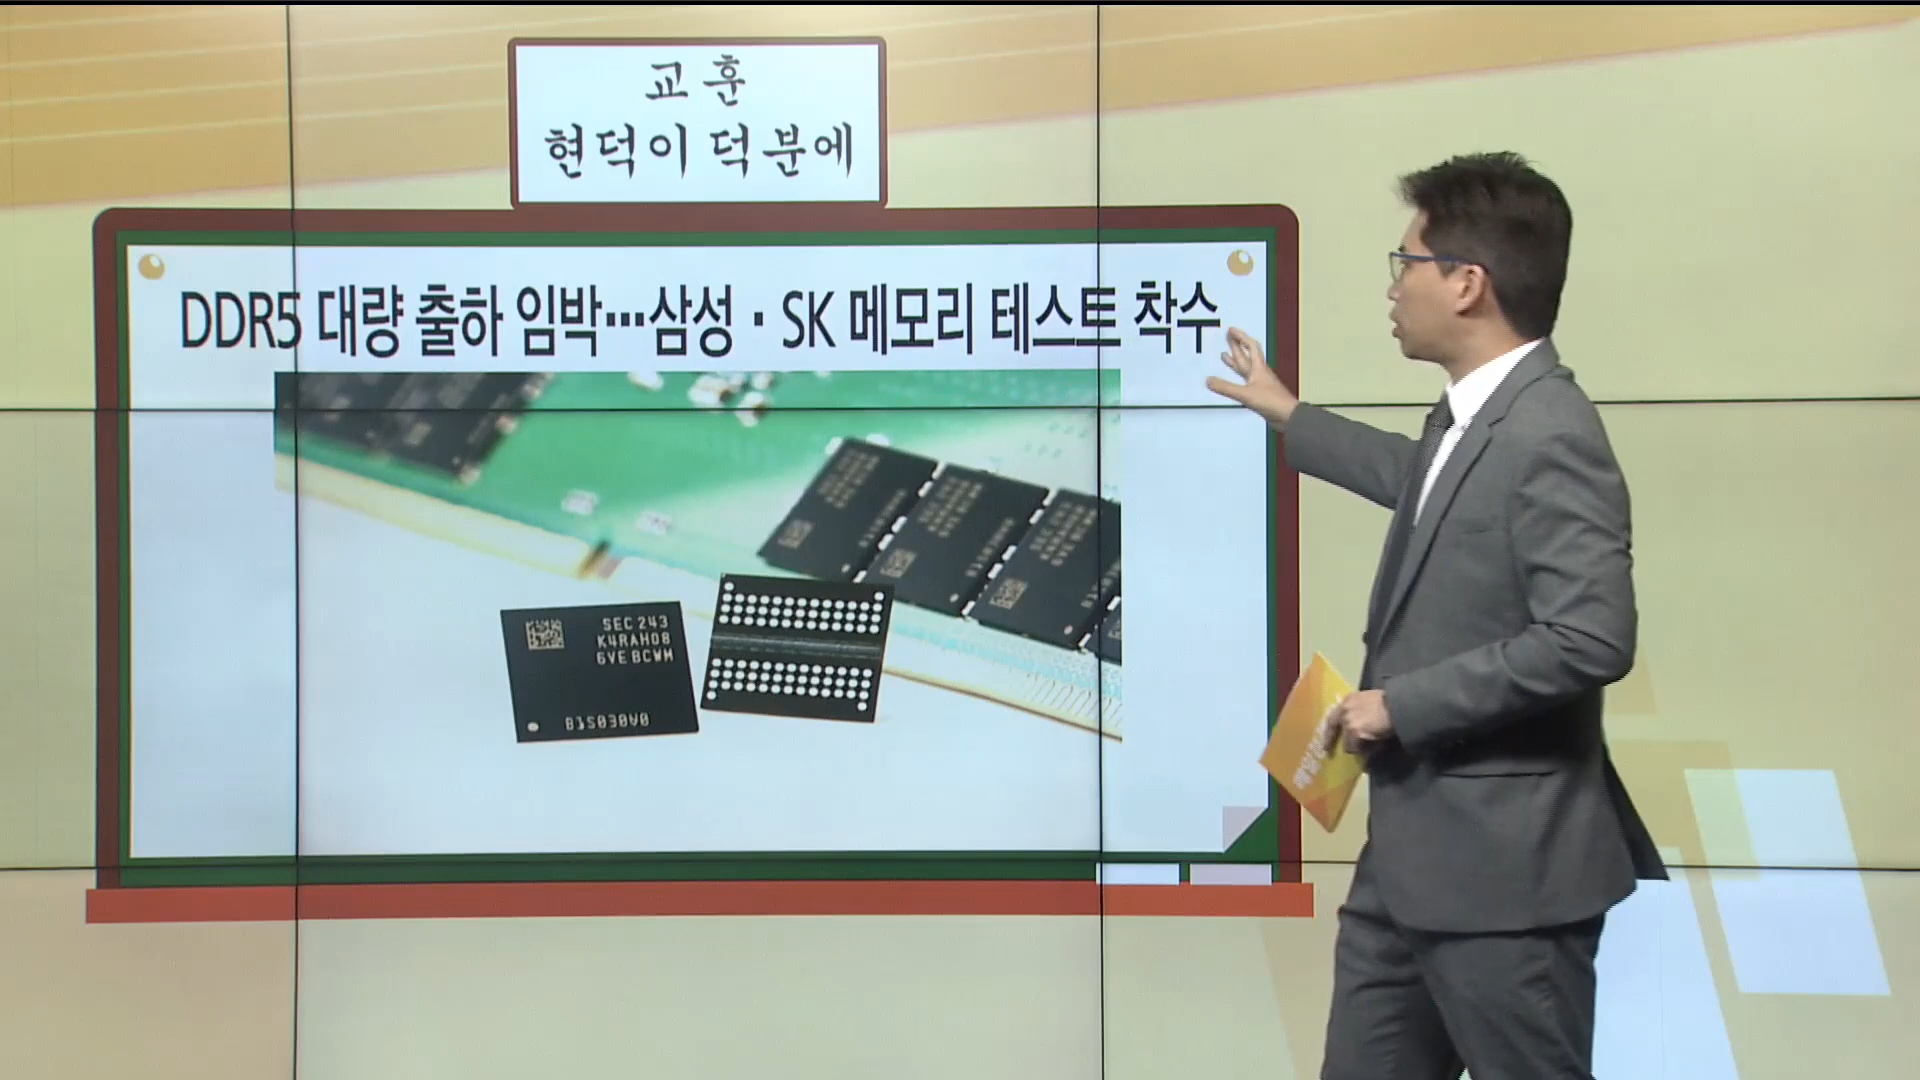 교훈
현덕이 덕분에
DDR5 대량 출하 임박…삼성·SK 메모리 테스트 착수
SEC 243
K4RAH08
6VE BCWM